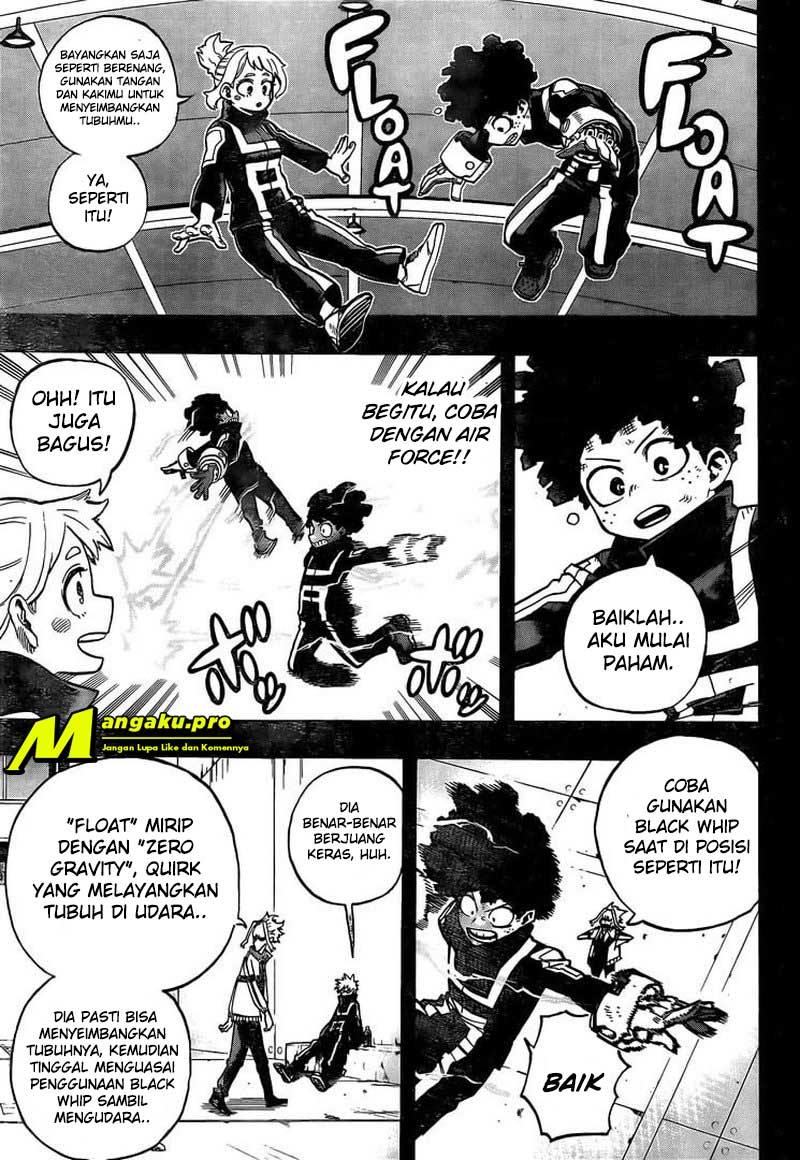 FLOAT
BAYANGKAN SAJA
SEPERTI BERENANG,
GUNAKAN TANGAN
DAN KAKIMU UNTUK
MENYEIMBANGKAN
TUBUHMU..
YA,
SEPERTI
ITU!
FLOAT
BAIKLAH..
AKU MULAI
PAHAM.
KALAU
BEGITU, COBA
DENGAN AIR
FORCE!!
OHH! ITU
JUGA
BAGUS!
ボッ
ボッ
Mangaku.pro
Jangan Lupa Like dan Komennya
COBA
GUNAKAN
BLACK WHIP
SAAT DI POSISI
SEPERTI ITU!
BAIK
DIA
BENAR-BENAR
BERJUANG
KERAS, HUH.
"FLOAT" MIRIP
DENGAN "ZERO
GRAVITY", QUIRK
YANG MELAYANGKAN
TUBUH DI UDARA..
DIA PASTI BISA
MENYEIMBANGKAN
TUBUHNYA, KEMUDIAN
TINGGAL MENGUASAI
PENGGUNAAN BLACK
WHIP SAMBIL
MENGUDARA..